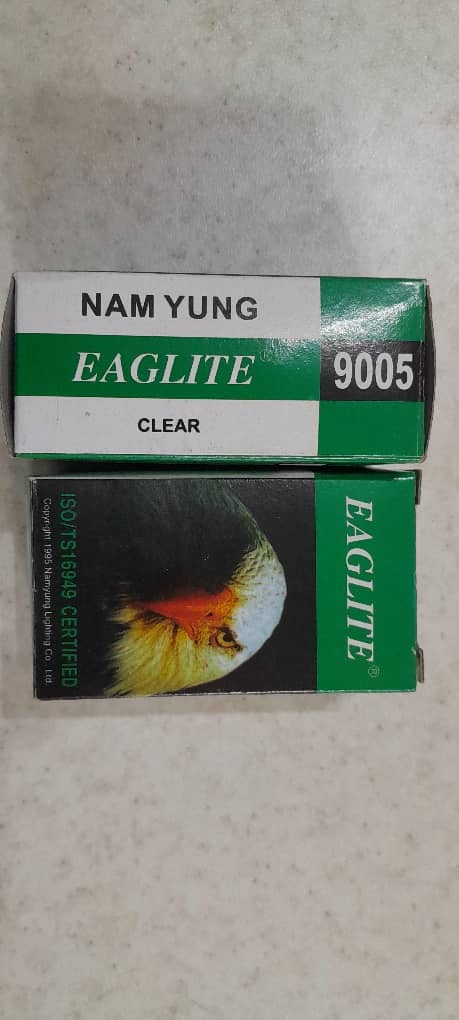 NAM YUNG
EAGLITE®
9005
CLEAR
EAGLITE®
ISO/TS16949 CERTIFIED
Copyright 1995 Namyung Lighting Co., Ltd.